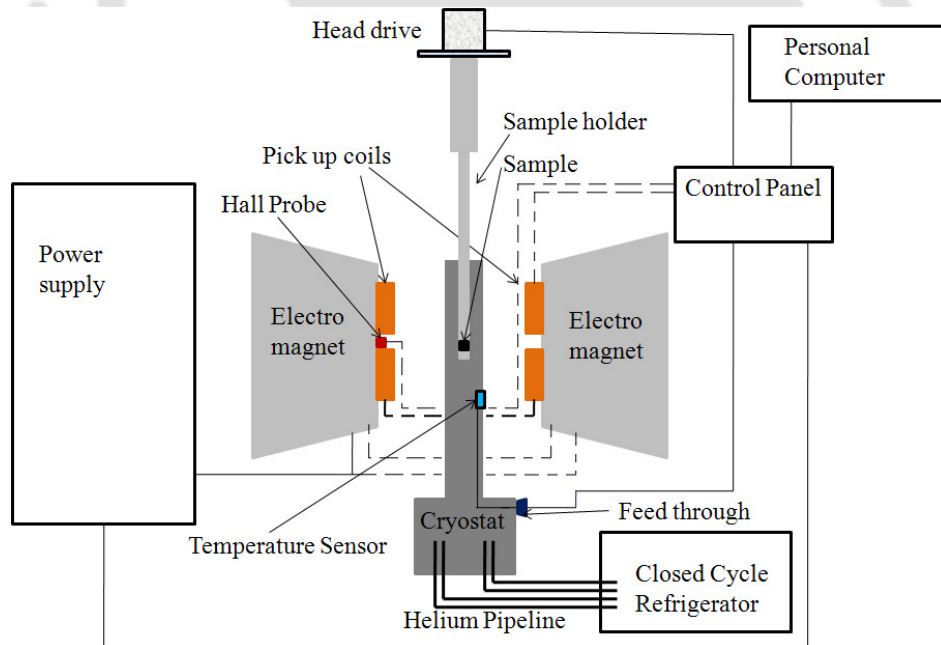 Head drive
Personal
Computer
Sample holder
Pick up coils
Sample
Control Panel
Hall Probe
Power
supply
Electro
magnet
Electro
magnet
Cryostat
Feed through
Temperature Sensor
Closed Cycle
Refrigerator
Helium Pipeline